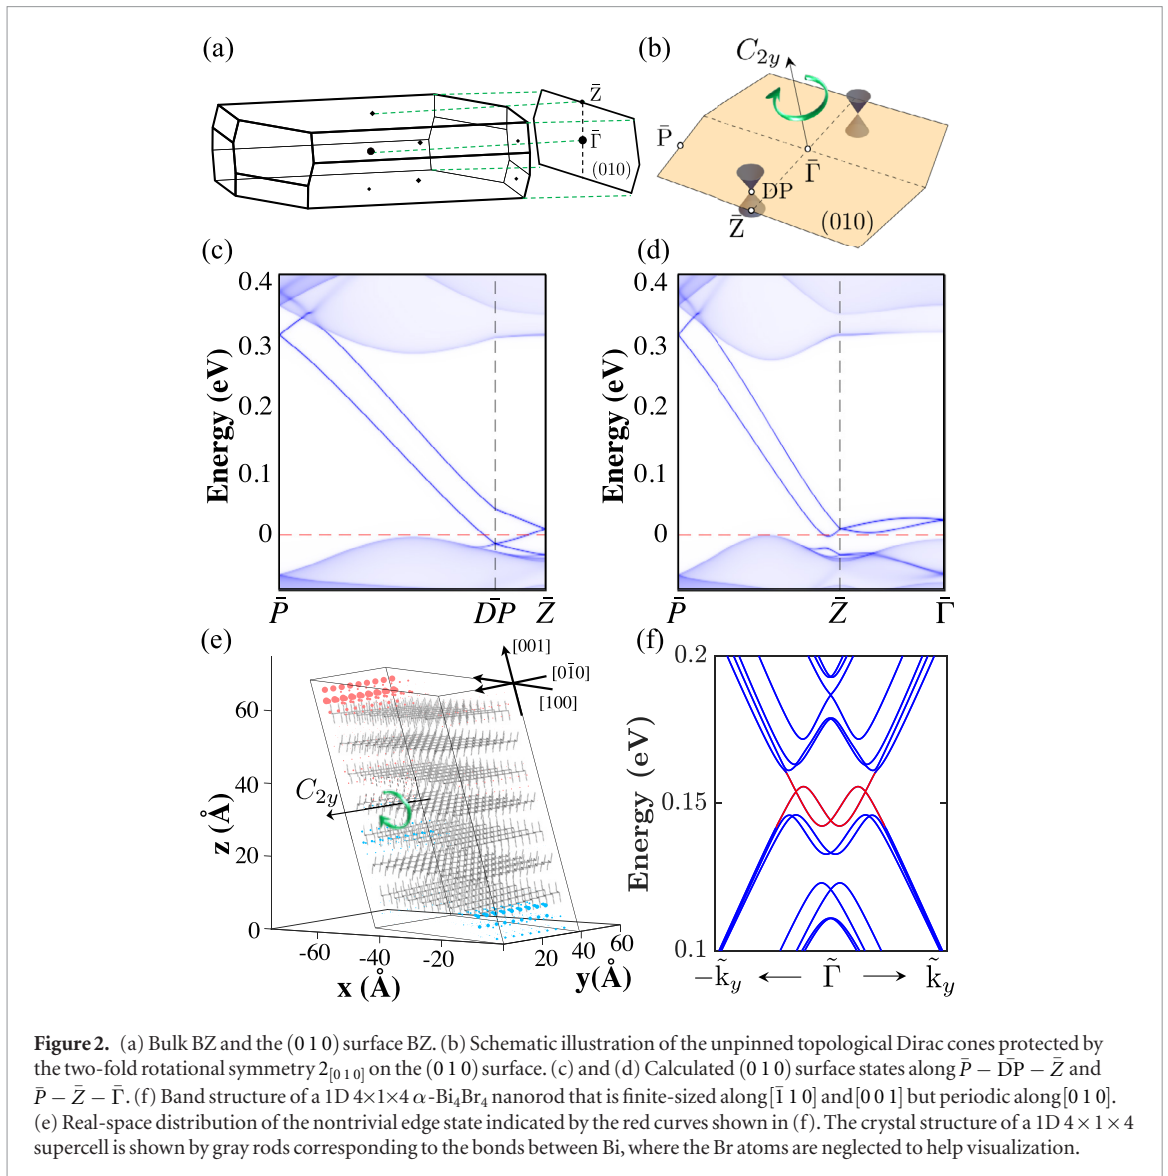 (a)
Z̄
Γ̄
(010)
(b)
C₂y
P̄
Γ̄
D̄P
Z̄
(010)
(c)
Energy (eV)
0.4
0.3
0.2
0.1
0
P̄
D̄P
Z̄
(d)
Energy (eV)
0.4
0.3
0.2
0.1
0
P̄
Z̄
Γ̄
(e)
[001]
[01̄0]
[100]
C₂y
z(Å)
60
40
20
0
-60
-40
-20
x (Å)
20
40
60
y(Å)
(f)
Energy (eV)
0.2
0.15
0.1
−k̃y ← Γ̃ → k̃y
Figure 2. (a) Bulk BZ and the (0 1 0) surface BZ. (b) Schematic illustration of the unpinned topological Dirac cones protected by
the two-fold rotational symmetry 2[0 1 0] on the (0 1 0) surface. (c) and (d) Calculated (0 1 0) surface states along P̄ − D̄P − Z̄ and
P̄ − Z̄ − Γ̄. (f) Band structure of a 1D 4×1×4 α-Bi₄Br₄ nanorod that is finite-sized along [1̄ 1 0] and [0 0 1] but periodic along [0 1 0].
(e) Real-space distribution of the nontrivial edge state indicated by the red curves shown in (f). The crystal structure of a 1D 4 × 1 × 4
supercell is shown by gray rods corresponding to the bonds between Bi, where the Br atoms are neglected to help visualization.